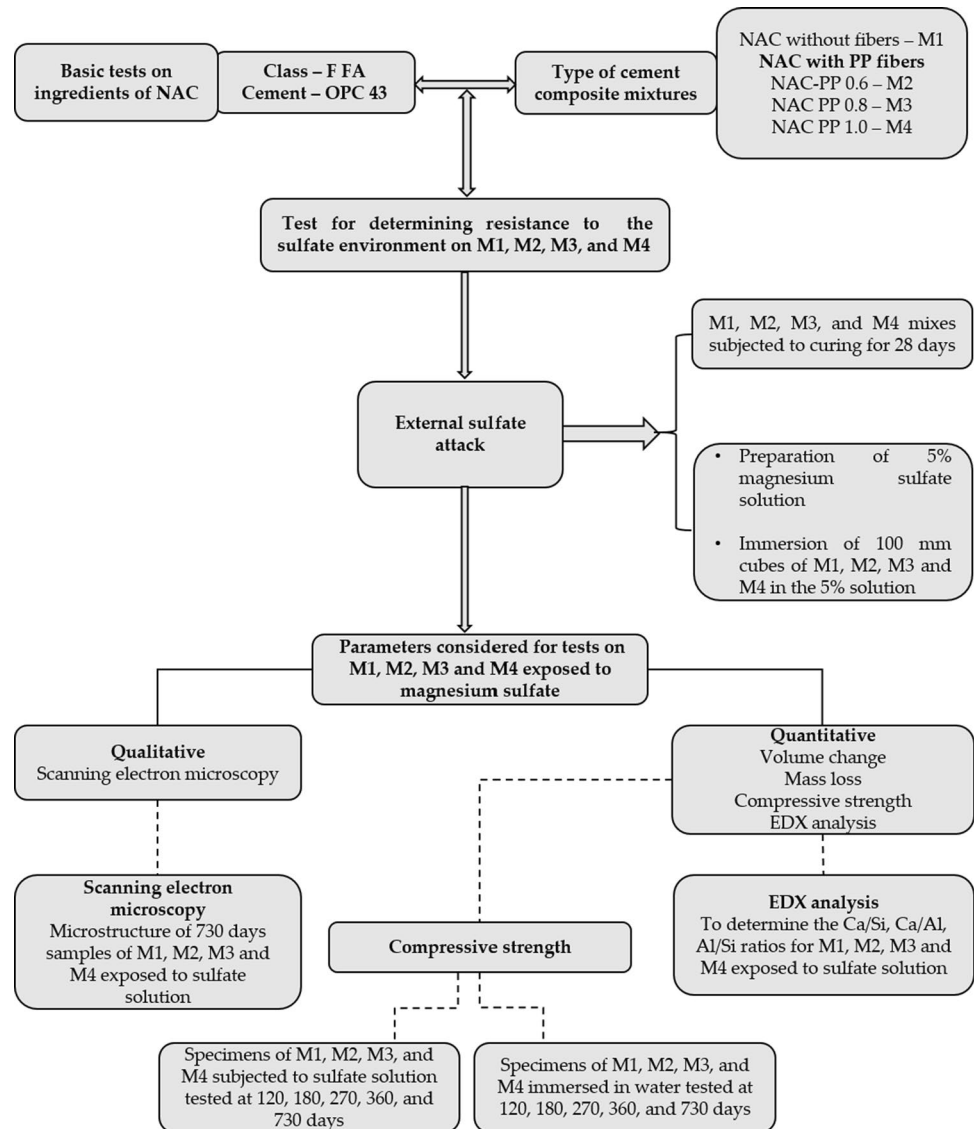 Basic tests on
ingredients of NAC
Class – F FA
Cement – OPC 43
Type of cement
composite mixtures
NAC without fibers – M1
NAC with PP fibers
NAC-PP 0.6 – M2
NAC PP 0.8 – M3
NAC PP 1.0 – M4
Test for determining resistance to the
sulfate environment on M1, M2, M3, and M4
M1, M2, M3, and M4 mixes
subjected to curing for 28 days
External sulfate
attack
• Preparation of 5%
magnesium sulfate
solution
• Immersion of 100 mm
cubes of M1, M2, M3 and
M4 in the 5% solution
Parameters considered for tests on
M1, M2, M3 and M4 exposed to
magnesium sulfate
Qualitative
Scanning electron microscopy
Quantitative
Volume change
Mass loss
Compressive strength
EDX analysis
Scanning electron
microscopy
Microstructure of 730 days
samples of M1, M2, M3 and
M4 exposed to sulfate
solution
Compressive strength
EDX analysis
To determine the Ca/Si, Ca/Al,
Al/Si ratios for M1, M2, M3 and
M4 exposed to sulfate solution
Specimens of M1, M2, M3, and
M4 subjected to sulfate solution
tested at 120, 180, 270, 360, and
730 days
Specimens of M1, M2, M3, and
M4 immersed in water tested at
120, 180, 270, 360, and 730 days